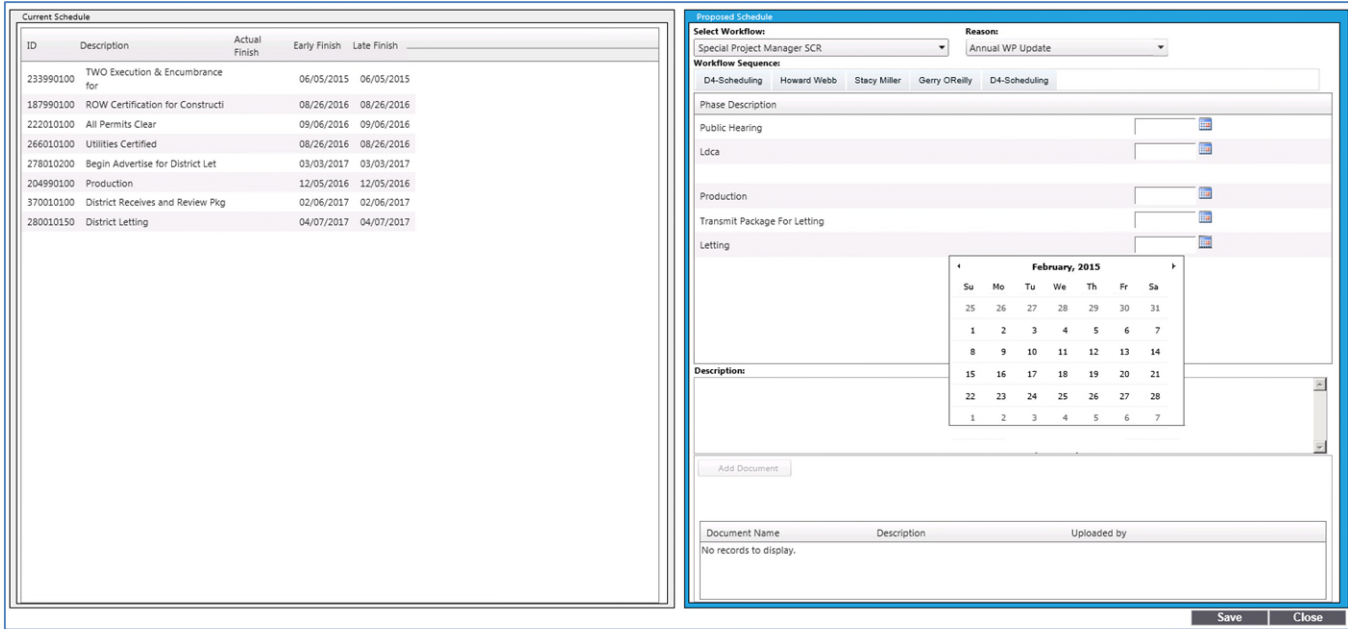 Current Schedule
ID Description Actual Finish Early Finish Late Finish
233990100 TWO Execution & Encumbrance for 06/05/2015 06/05/2015
187990100 ROW Certification for Constructi 08/26/2016 08/26/2016
222010100 All Permits Clear 09/06/2016 09/06/2016
266010100 Utilities Certified 08/26/2016 08/26/2016
278010200 Begin Advertise for District Let 03/03/2017 03/03/2017
204990100 Production 12/05/2016 12/05/2016
370010100 District Receives and Review Pkg 02/06/2017 02/06/2017
280010150 District Letting 04/07/2017 04/07/2017
Proposed Schedule
Select Workflow: Reason:
Special Project Manager SCR Annual WP Update
Workflow Sequence:
D4-Scheduling Howard Webb Stacy Miller Gerry OReilly D4-Scheduling
Phase Description
Public Hearing
Ldca
Production
Transmit Package For Letting
Letting
February, 2015
Su Mo Tu We Th Fr Sa
25 26 27 28 29 30 31
1 2 3 4 5 6 7
8 9 10 11 12 13 14
15 16 17 18 19 20 21
22 23 24 25 26 27 28
1 2 3 4 5 6 7
Description:
Add Document
Document Name Description Uploaded by
No records to display.
Save Close